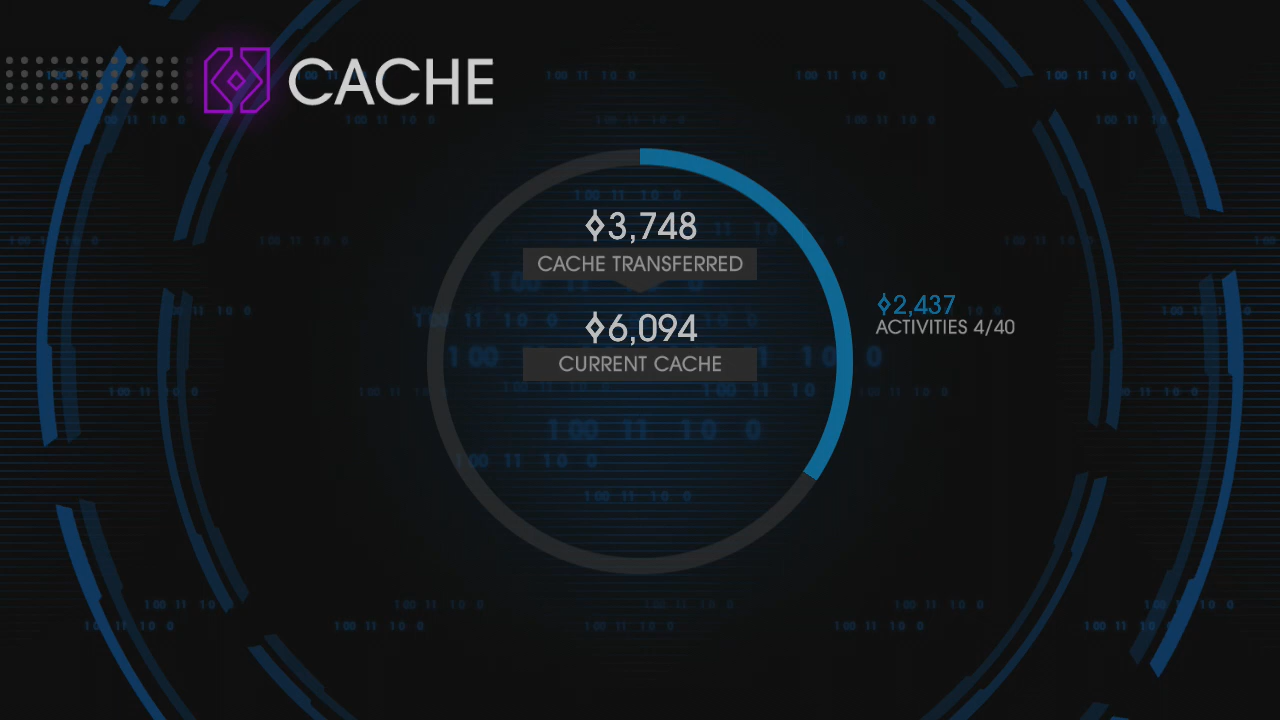 CACHE
3,748
CACHE TRANSFERRED
6,094
CURRENT CACHE
2,437
ACTIVITIES 4/40